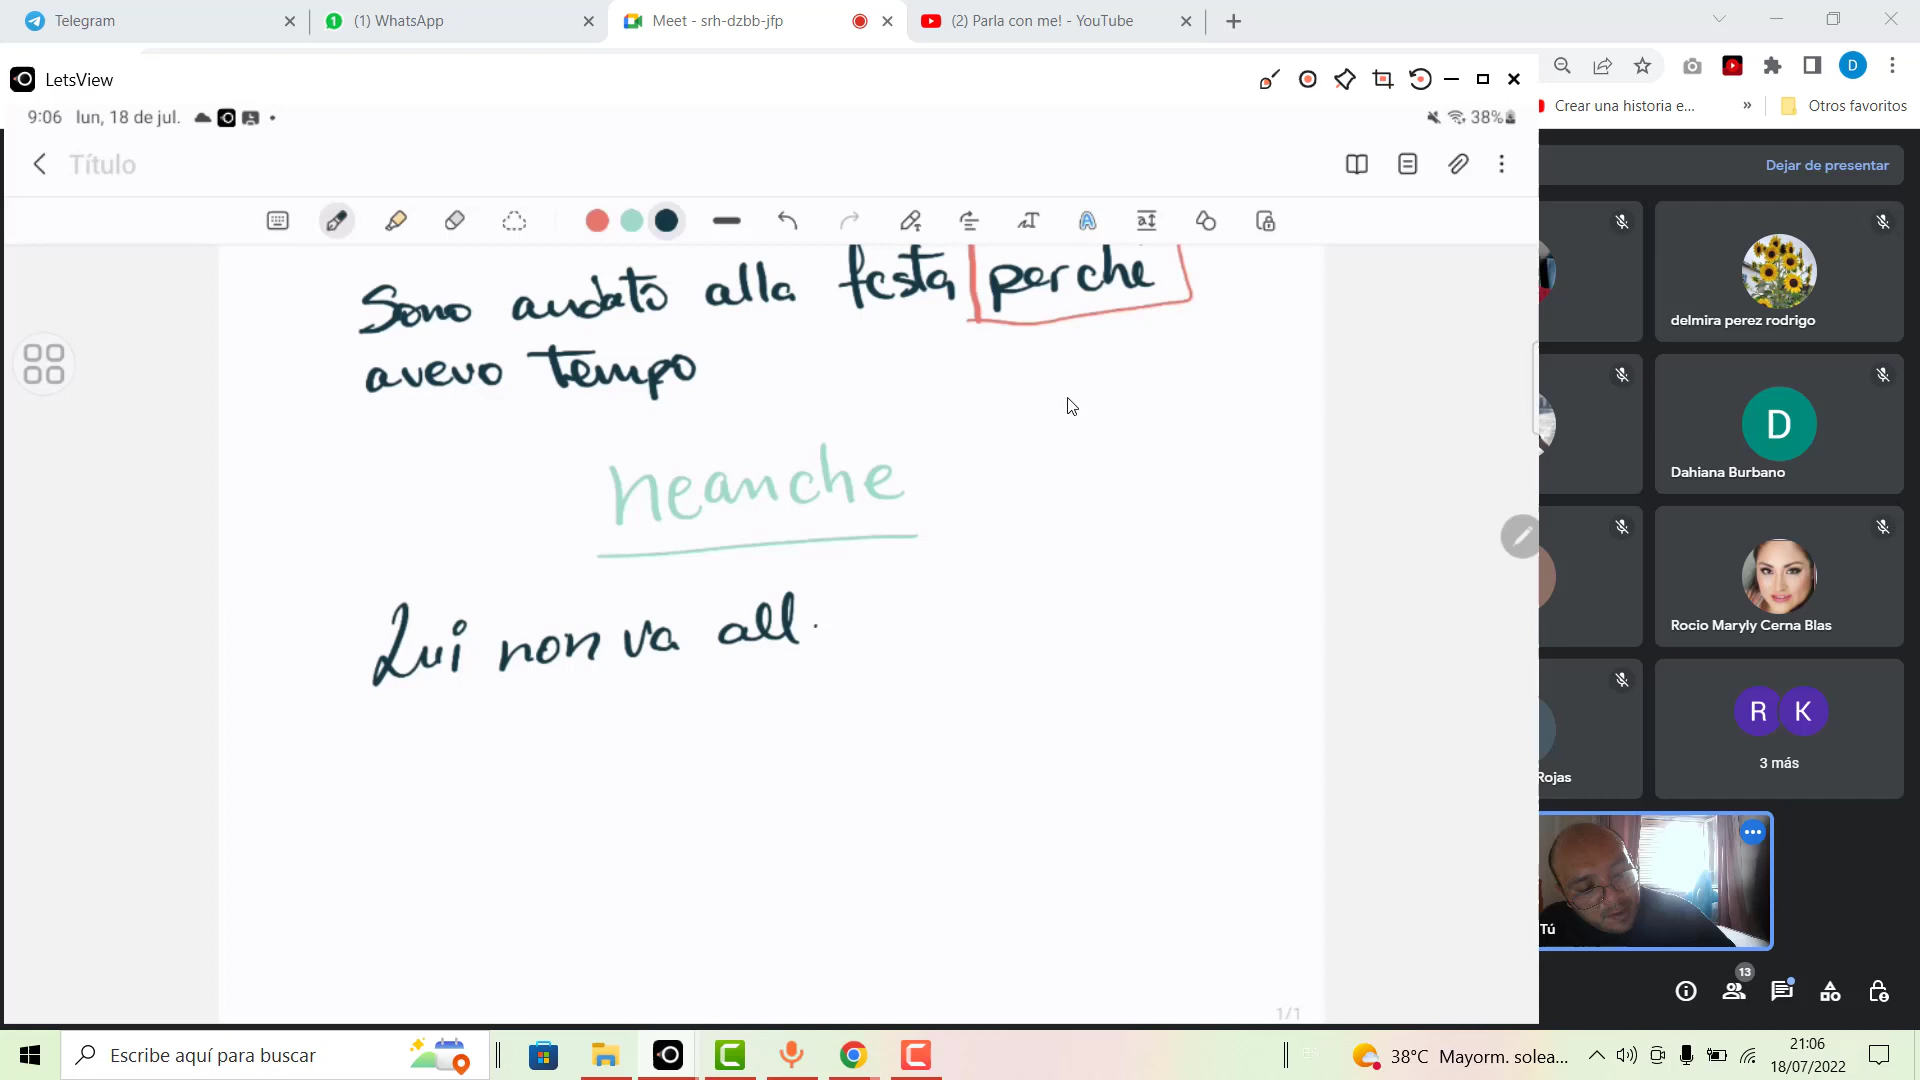 Telegram
(1) WhatsApp
Meet - srh-dzbb-jfp
(2) Parla con me! - YouTube
LetsView
D
Crear una historia e...
»
Otros favoritos
9:06 lun, 18 de jul.
38%
Título
Dejar de presentar
Sono andato alla festa perche
avevo tempo
neanche
Lui non va all
1/1
delmira perez rodrigo
D
Dahiana Burbano
Rocio Maryly Cerna Blas
Rojas
R K
3 más
Tú
13
Escribe aquí para buscar
38°C Mayorm. solea...
21:06
18/07/2022